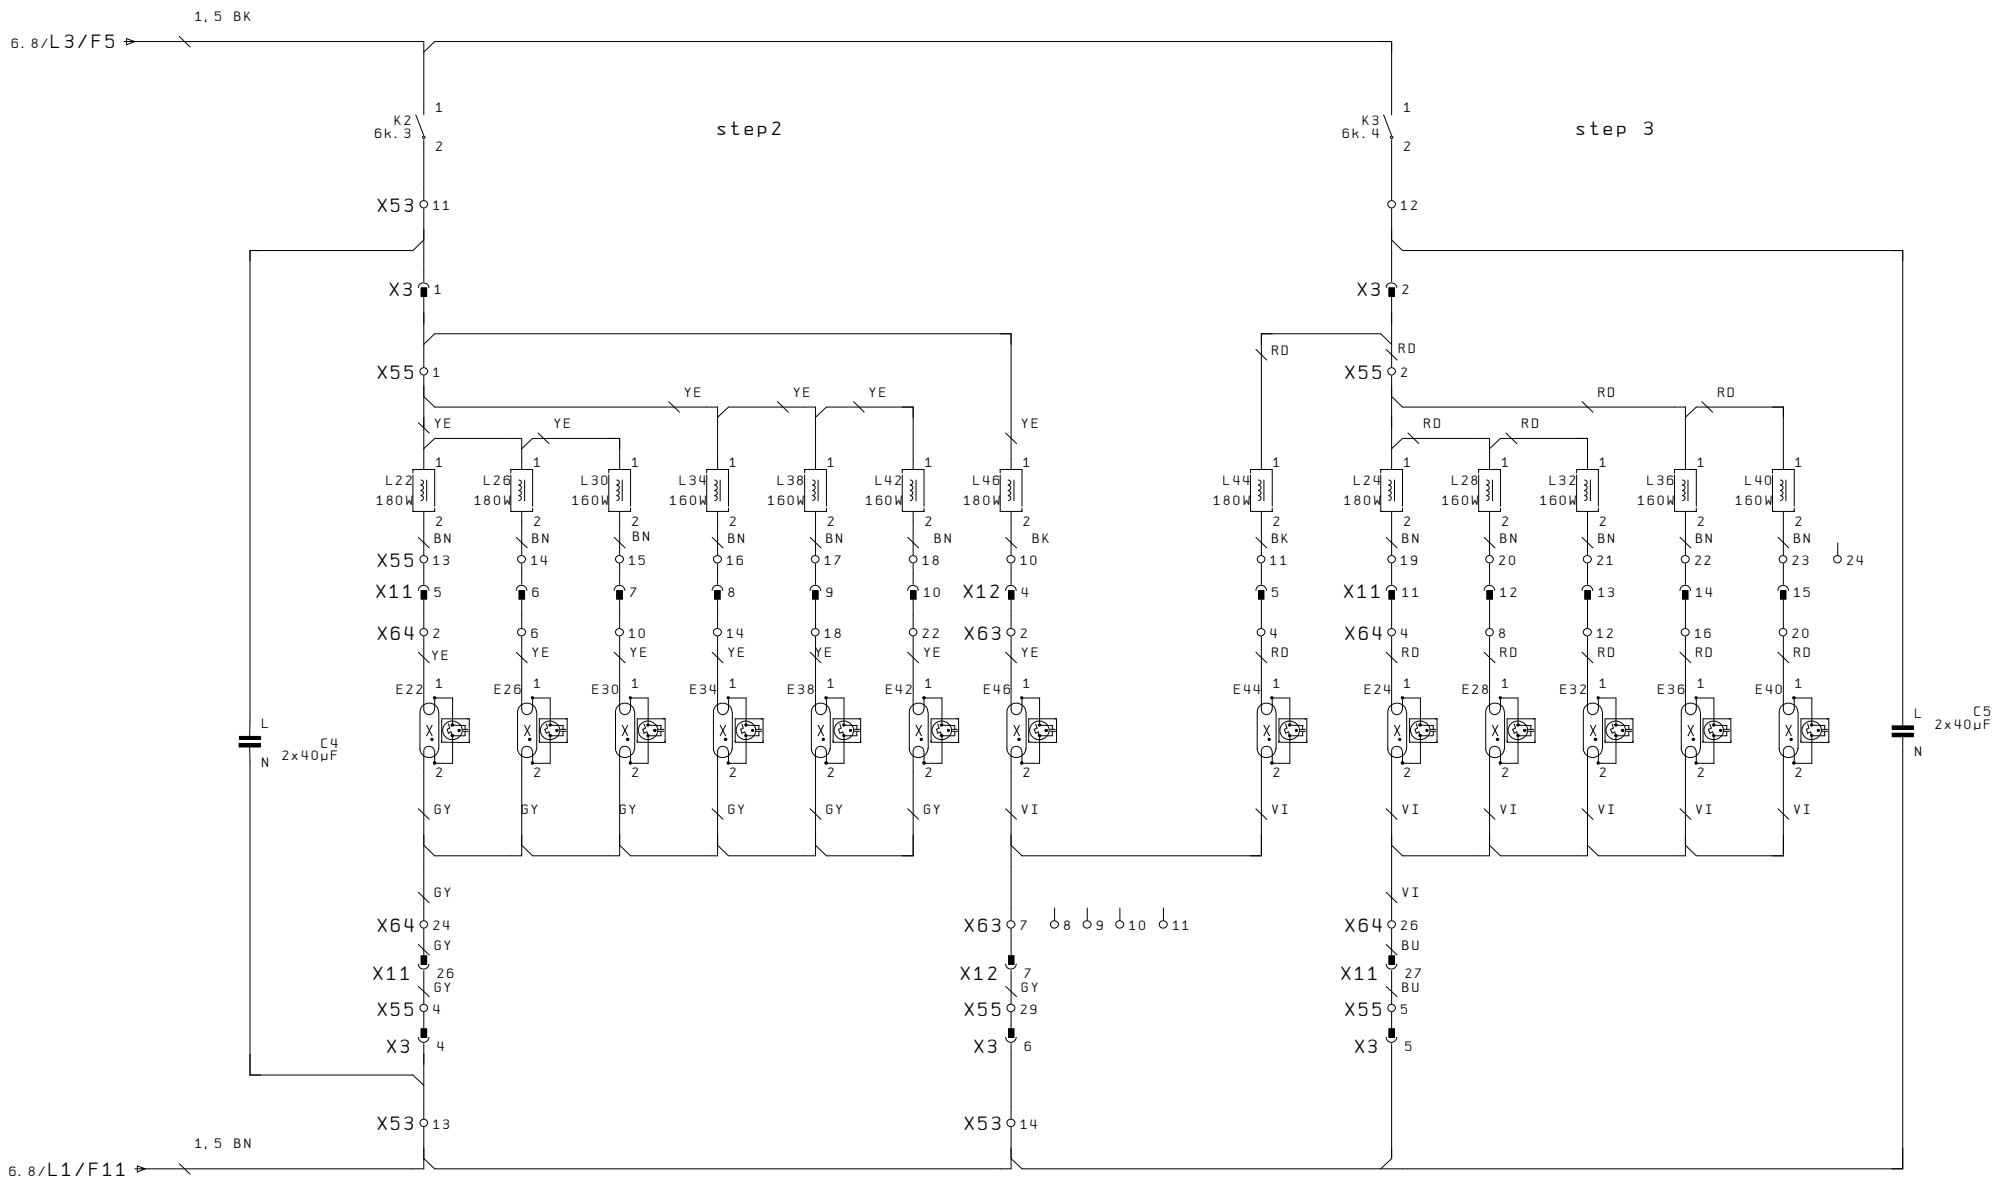 1,5 BK
6.8/L3/F5
1 1
K2 step2 K3 step 3
6k.3 6k.4
2 2
X53 11 12
X3 1 X3 2
RD RD
X55 1 X55 2
YE YE YE RD RD
YE YE YE RD RD
1 1 1 1 1 1 1 1 1 1 1 1 1
L22 L26 L30 L34 L38 L42 L46 L44 L24 L28 L32 L36 L40
180W 180W 160W 160W 160W 160W 180W 180W 180W 160W 160W 160W 160W
2 2 2 2 2 2 2 2 2 2 2 2 2
BN BN BN BN BN BN BK BK BN BN BN BN BN
X55 13 14 15 16 17 18 10 11 19 20 21 22 23 24
X11 5 6 7 8 9 10 X12 4 5 X11 11 12 13 14 15
X64 2 6 10 14 18 22 X63 2 4 X64 4 8 12 16 20
YE YE YE YE YE YE YE RD RD RD RD RD RD
1 1 1 1 1 1 1 1 1 1 1 1 1
E22 E26 E30 E34 E38 E42 E46 E44 E24 E28 E32 E36 E40
L X X X X X X X X X X X X X L C5
C4 2x40µF
N 2x40µF N
2 2 2 2 2 2 2 2 2 2 2 2 2
GY GY GY GY GY GY VI VI VI VI VI VI VI
GY VI
X64 24 X63 7 8 9 10 11 X64 26
GY BU
X11 26 X12 7 X11 27
GY GY BU
X55 4 X55 29 X55 5
X3 4 X3 6 X3 5
X53 13 X53 14
1,5 BN
6.8/L1/F11